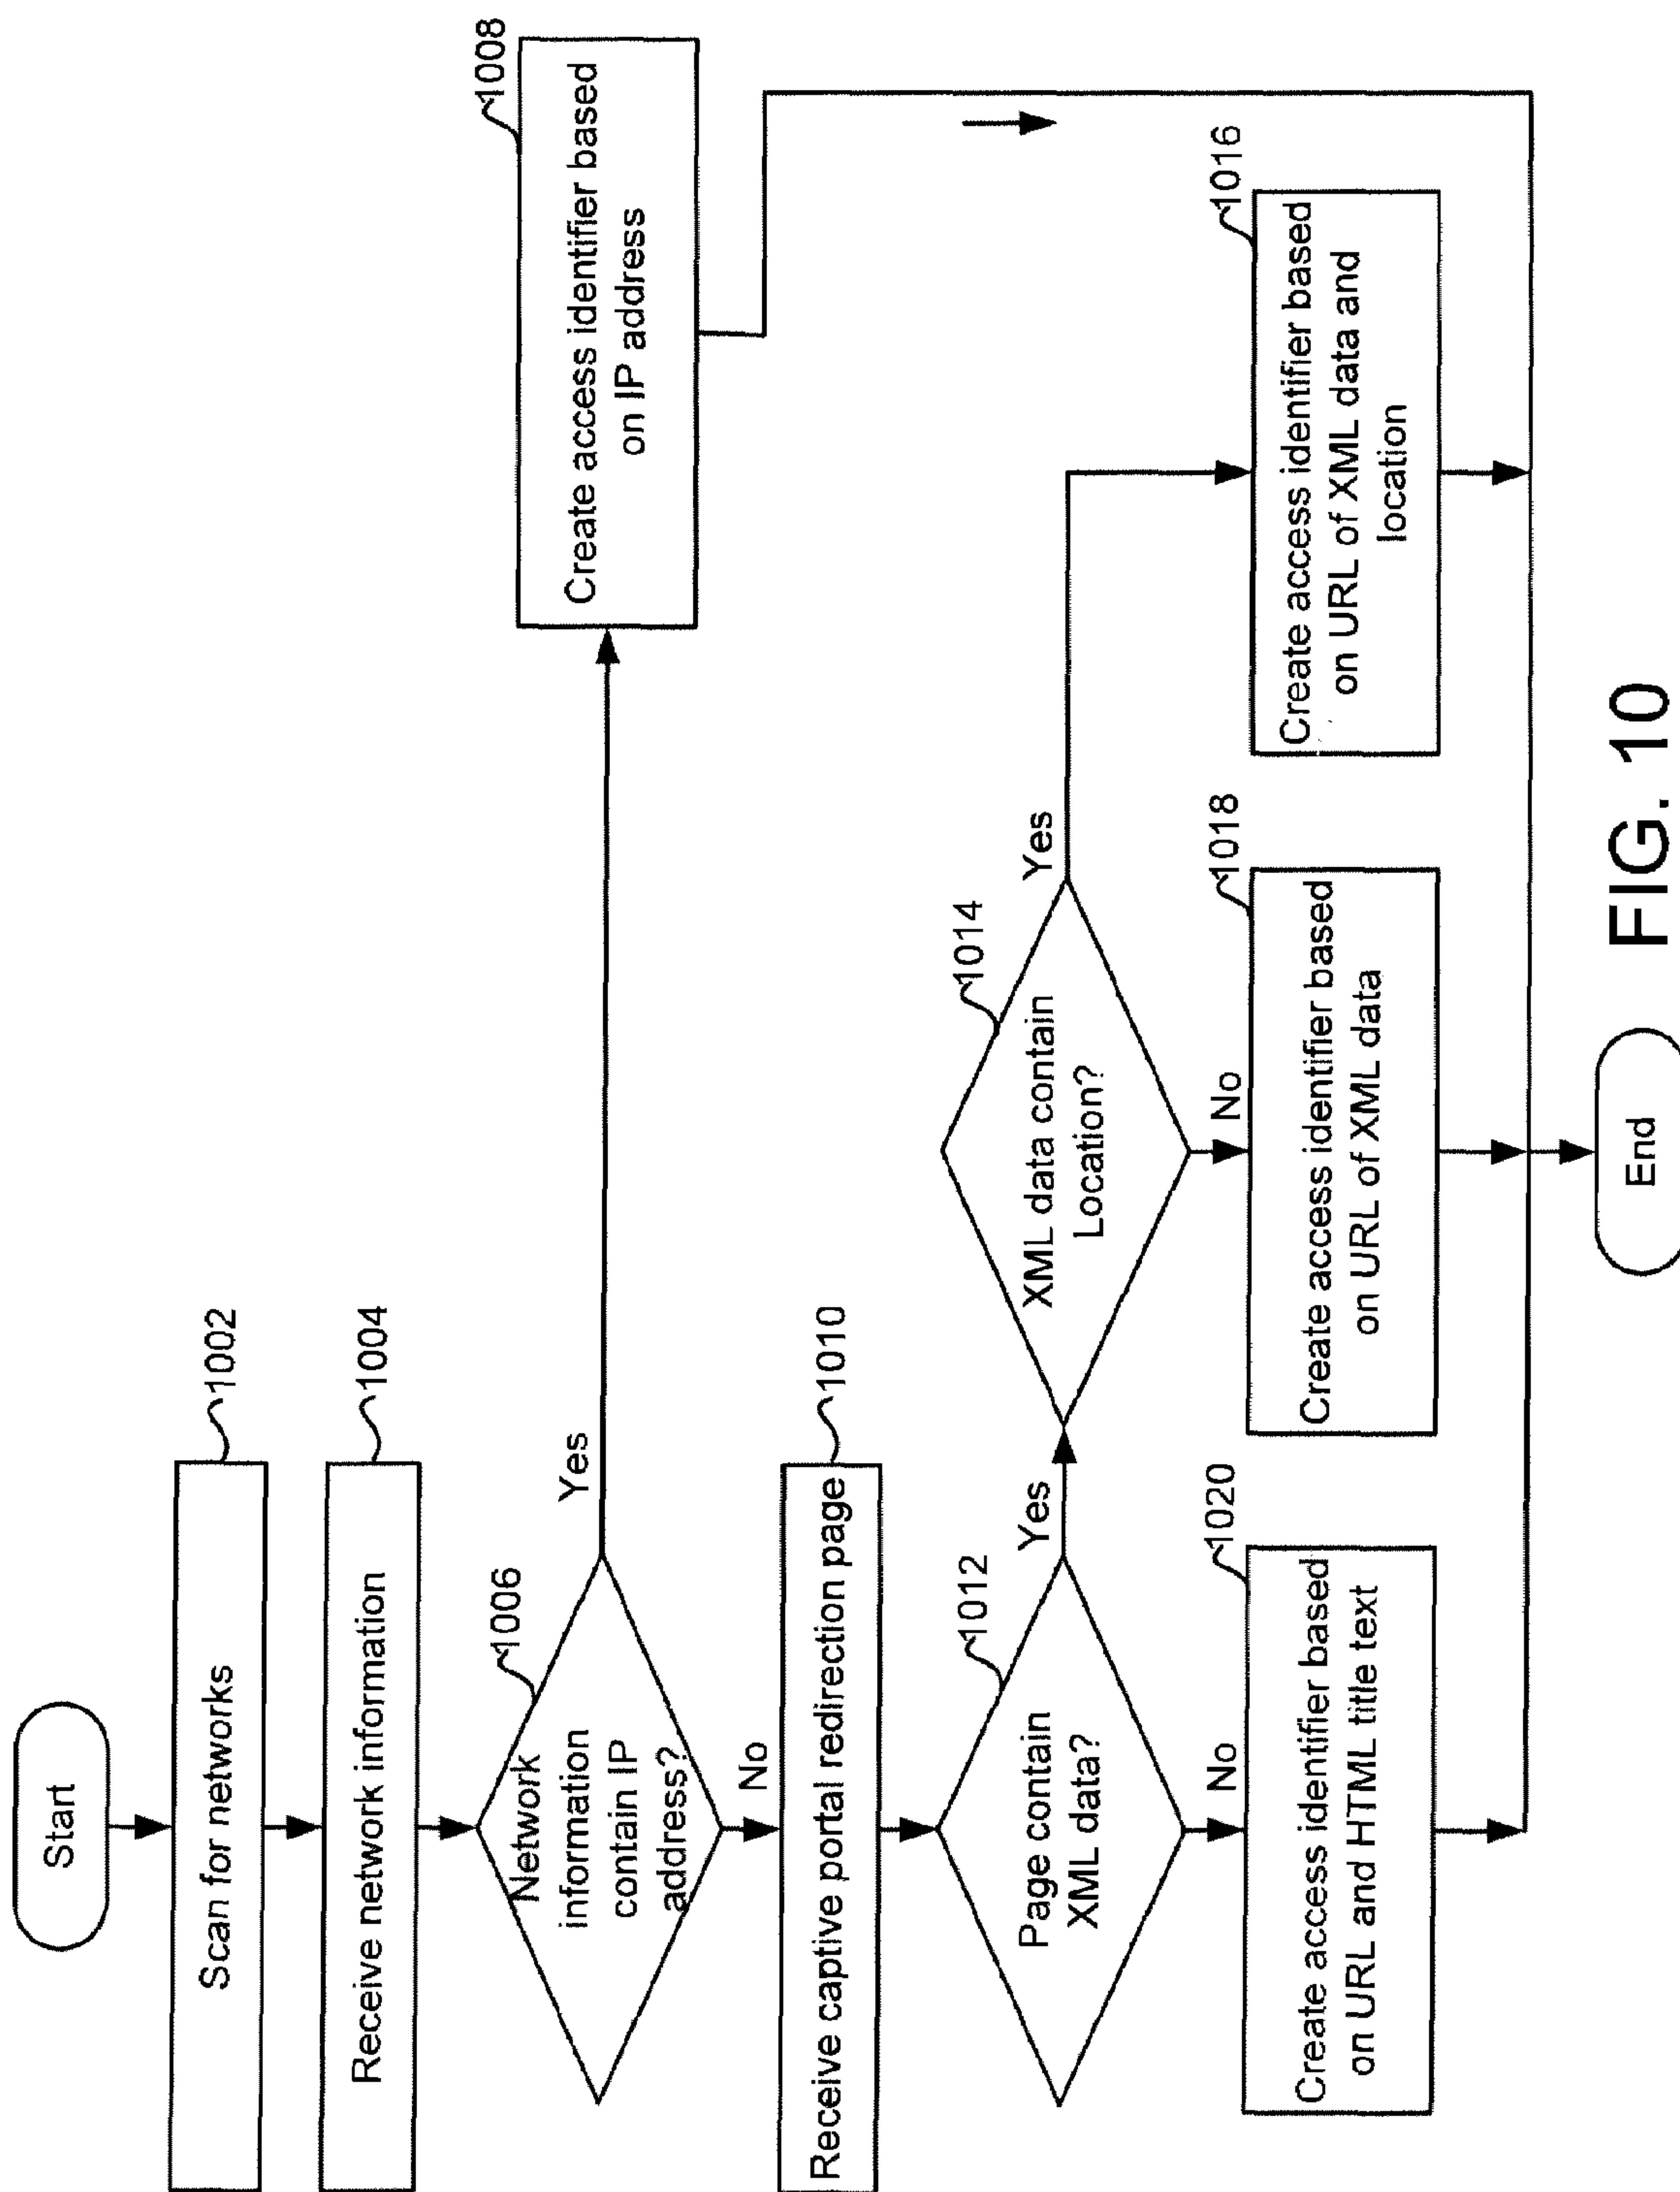 Start
Scan for networks
1002
Receive network information
1004
Network
information
contain IP
address?
1006
Yes
Create access identifier based
on IP address
1008
No
Receive captive portal redirection page
1010
Page contain
XML data?
1012
Yes
XML data contain
Location?
1014
Yes
No
Create access identifier based
on URL and HTML title text
1020
No
Create access identifier based
on URL of XML data
1018
Create access identifier based
on URL of XML data and
location
1016
End
FIG. 10